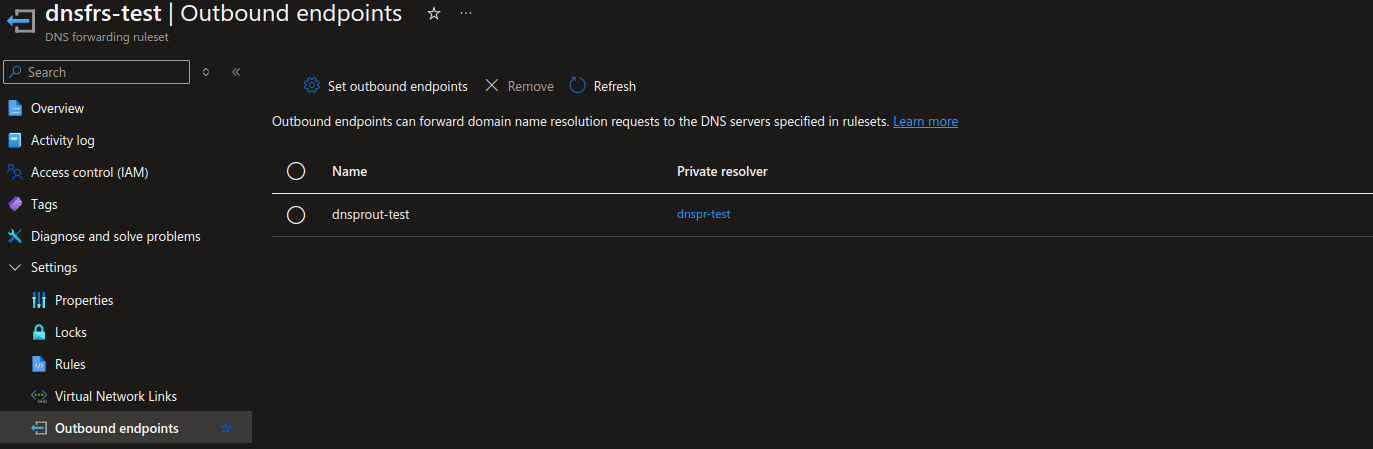 dnsfrs-test | Outbound endpoints
DNS forwarding ruleset
Search
Overview
Activity log
Access control (IAM)
Tags
Diagnose and solve problems
Settings
Properties
Locks
Rules
Virtual Network Links
Outbound endpoints
Set outbound endpoints Remove Refresh
Outbound endpoints can forward domain name resolution requests to the DNS servers specified in rulesets. Learn more
Name Private resolver
dnsprout-test dnspr-test